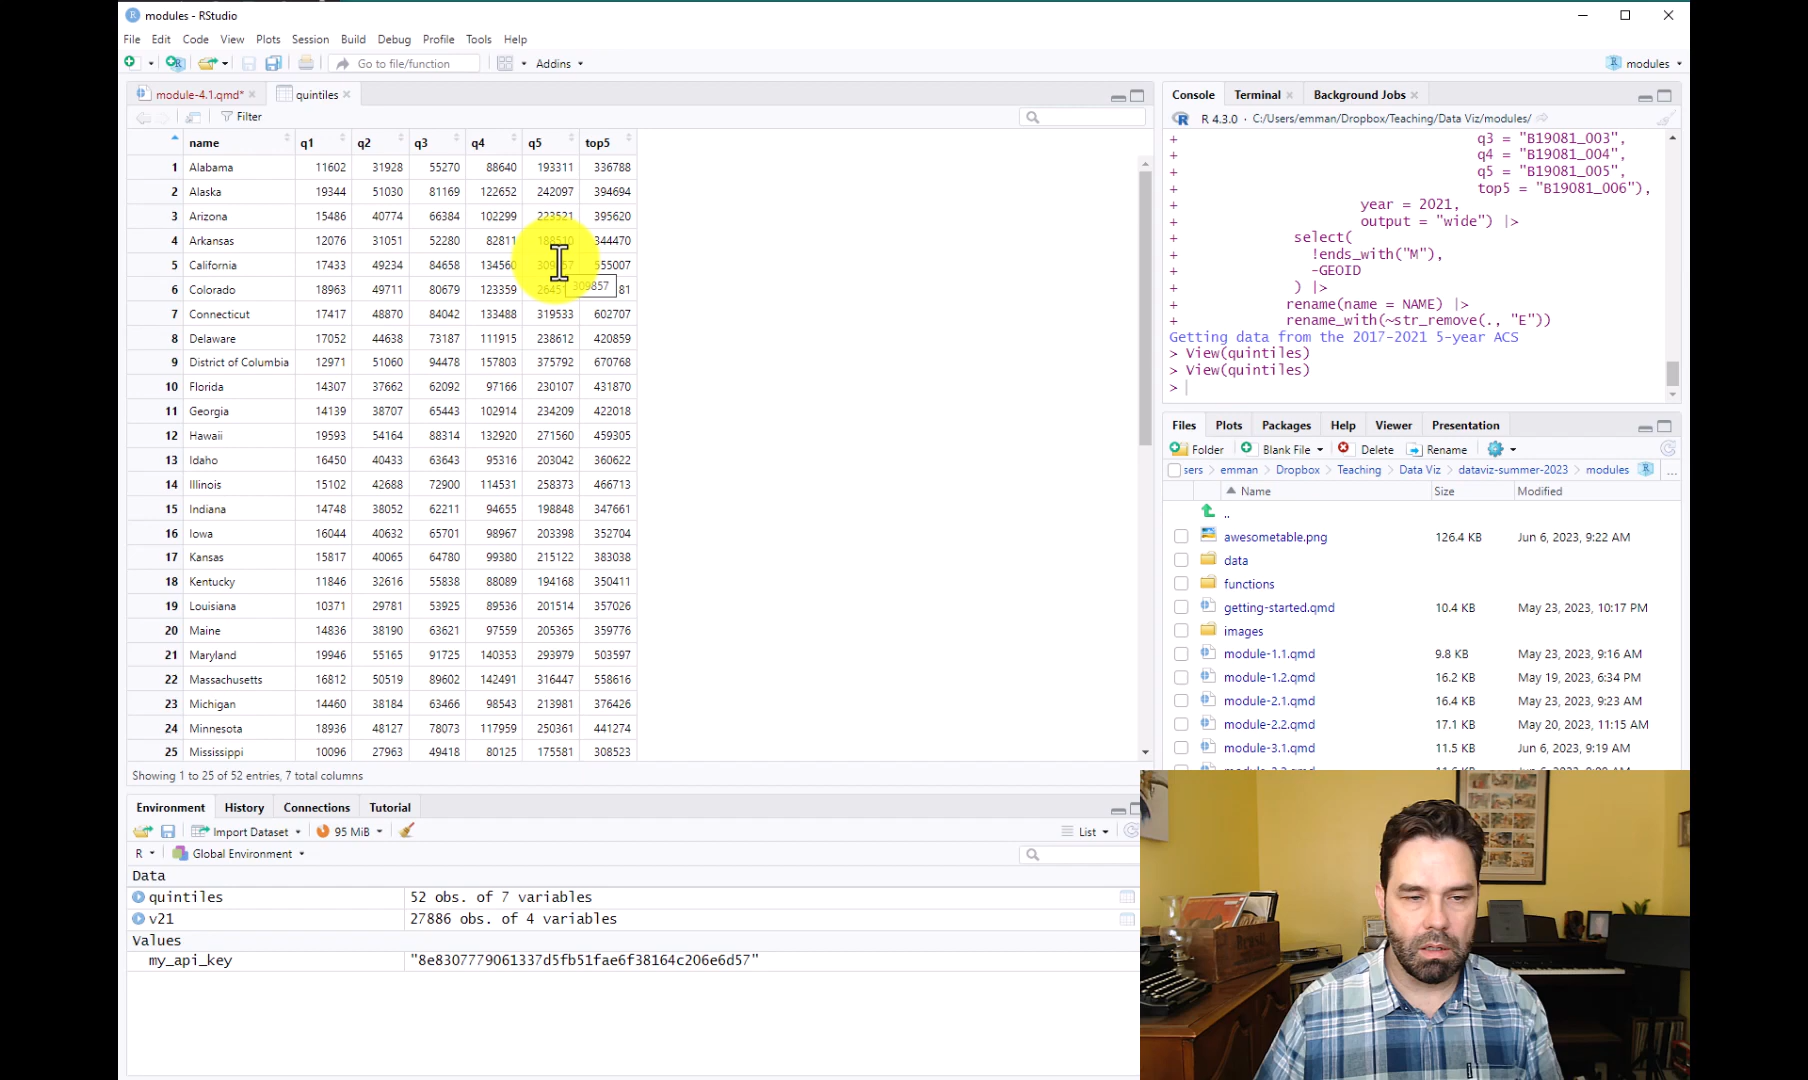 modules - RStudio
File Edit Code View Plots Session Build Debug Profile Tools Help
Go to file/function Addins modules
module-4.1.qmd* quintiles
Filter
name q1 q2 q3 q4 q5 top5
1 Alabama 11602 31928 55270 88640 193311 336788
2 Alaska 19344 51030 81169 122652 242097 394694
3 Arizona 15486 40774 66384 102299 223521 395620
4 Arkansas 12076 31051 52280 82811 188510 344470
5 California 17433 49234 84658 134560 309857 555007
309857
6 Colorado 18963 49711 80679 123359
7 Connecticut 17417 48870 84042 133488 319533 602707
8 Delaware 17052 44638 73187 111915 238612 420859
9 District of Columbia 12971 51060 94478 157803 375792 670768
10 Florida 14307 37662 62092 97166 230107 431870
11 Georgia 14139 38707 65443 102914 234209 422018
12 Hawaii 19593 54164 88314 132920 271560 459305
13 Idaho 16450 40433 63643 95316 203042 360622
14 Illinois 15102 42688 72900 114531 258373 466713
15 Indiana 14748 38052 62211 94655 198848 347661
16 Iowa 16044 40632 65701 98967 203398 352704
17 Kansas 15817 40065 64780 99380 215122 383038
18 Kentucky 11846 32616 55838 88089 194168 350411
19 Louisiana 10371 29781 53925 89536 201514 357026
20 Maine 14836 38190 63621 97559 205365 359776
21 Maryland 19946 55165 91725 140353 293979 503597
22 Massachusetts 16812 50519 89602 142491 316447 558616
23 Michigan 14460 38184 63466 98543 213981 376426
24 Minnesota 18936 48127 78073 117959 250361 441274
25 Mississippi 10096 27963 49418 80125 175581 308523
Showing 1 to 25 of 52 entries, 7 total columns
Environment History Connections Tutorial
Import Dataset 95 MiB List
R Global Environment
Data
quintiles 52 obs. of 7 variables
v21 27886 obs. of 4 variables
Values
my_api_key "8e8307779061337d5fb51fae6f38164c206e6d57"
Console Terminal Background Jobs
R 4.3.0 · C:/Users/emman/Dropbox/Teaching/Data Viz/modules/
+ q3 = "B19081_003",
+ q4 = "B19081_004",
+ q5 = "B19081_005",
+ top5 = "B19081_006"),
+ year = 2021,
+ output = "wide") |>
+ select(
+ !ends_with("M"),
+ -GEOID
+ ) |>
+ rename(name = NAME) |>
+ rename_with(~str_remove(., "E"))
Getting data from the 2017-2021 5-year ACS
> View(quintiles)
> View(quintiles)
>
Files Plots Packages Help Viewer Presentation
Folder Blank File Delete Rename
sers > emman > Dropbox > Teaching > Data Viz > dataviz-summer-2023 > modules ...
Name Size Modified
..
awesometable.png 126.4 KB Jun 6, 2023, 9:22 AM
data
functions
getting-started.qmd 10.4 KB May 23, 2023, 10:17 PM
images
module-1.1.qmd 9.8 KB May 23, 2023, 9:16 AM
module-1.2.qmd 16.2 KB May 19, 2023, 6:34 PM
module-2.1.qmd 16.4 KB May 23, 2023, 9:23 AM
module-2.2.qmd 17.1 KB May 20, 2023, 11:15 AM
module-3.1.qmd 11.5 KB Jun 6, 2023, 9:19 AM